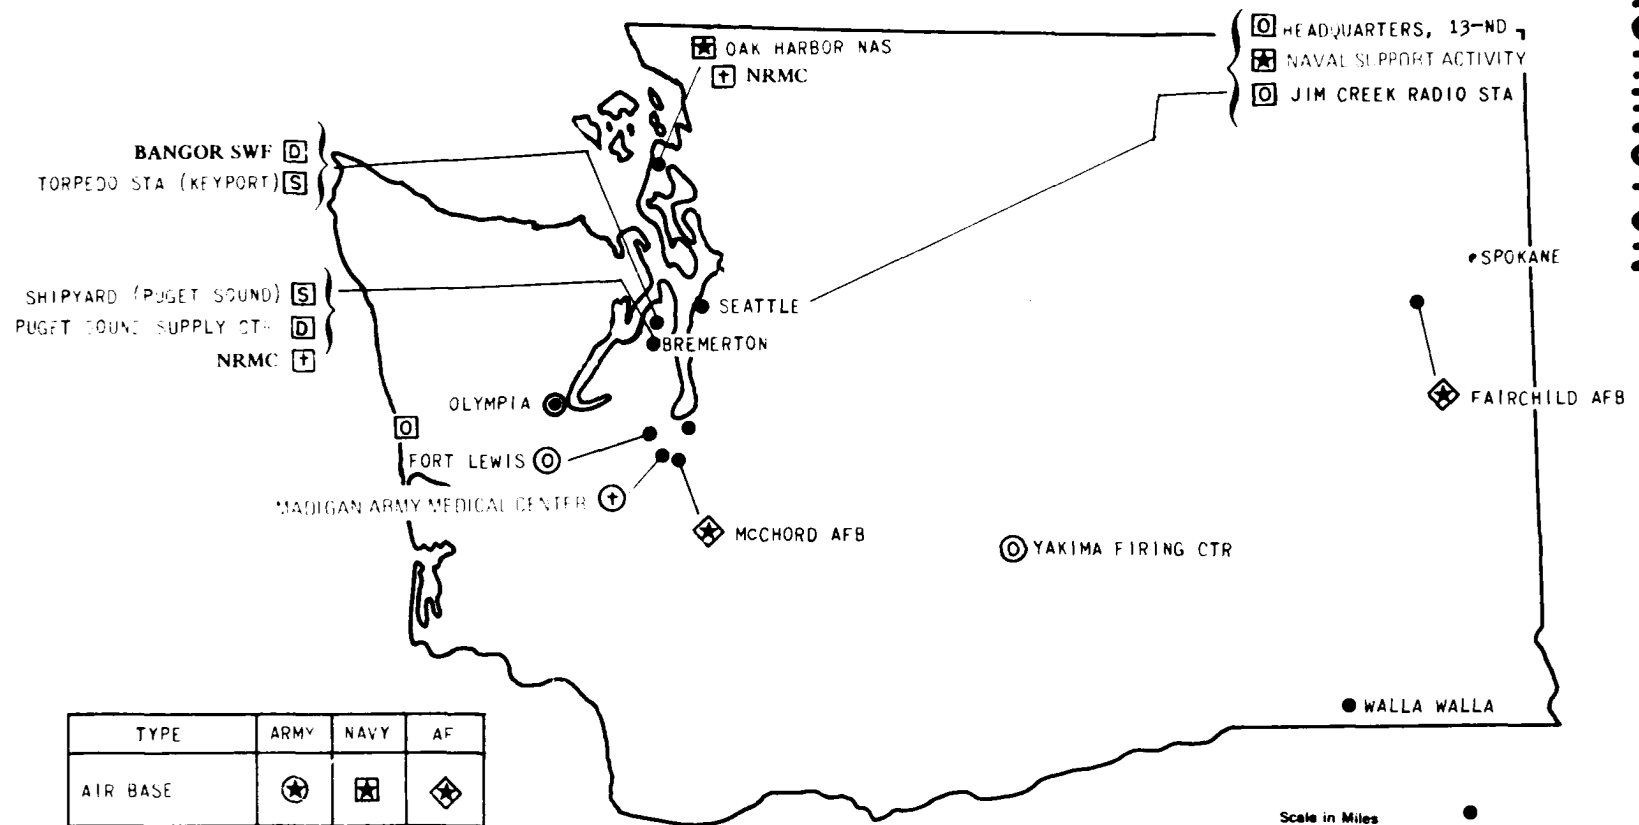 OAK HARBOR NAS
NRMC
HEADQUARTERS, 13-ND
NAVAL SUPPORT ACTIVITY
JIM CREEK RADIO STA
BANGOR SWF D
TORPEDO STA (KEYPORT) S
SHIPYARD (PUGET SOUND) S
PUGET SOUND SUPPLY CTR D
NRMC
SEATTLE
BREMERTON
SPOKANE
OLYMPIA
O
FORT LEWIS O
MADIGAN ARMY MEDICAL CENTER
McCHORD AFB
O YAKIMA FIRING CTR
FAIRCHILD AFB
WALLA WALLA
TYPE ARMY NAVY AF
AIR BASE
Scale in Miles